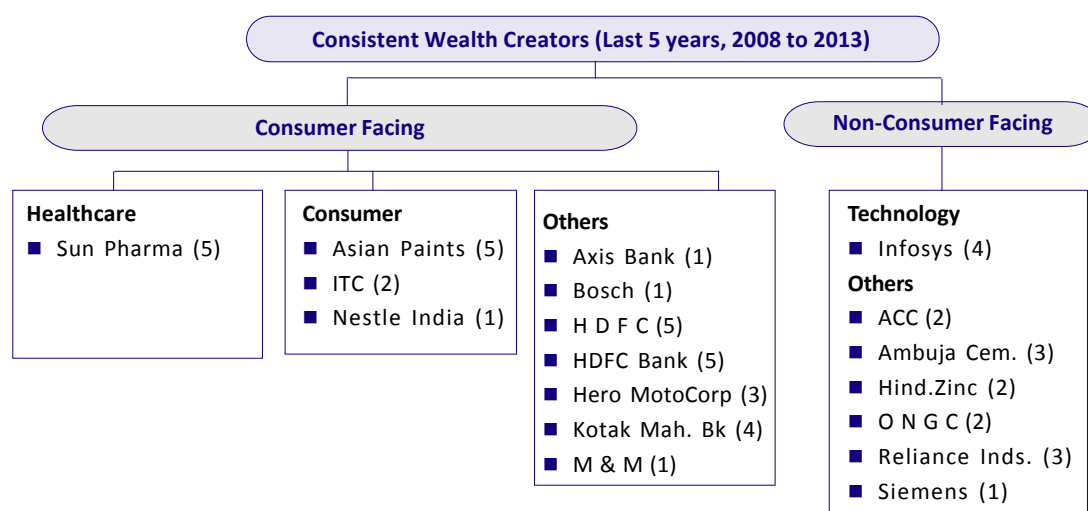 Consistent Wealth Creators (Last 5 years, 2008 to 2013)
Consumer Facing
Non-Consumer Facing
Healthcare
Sun Pharma (5)
Consumer
Asian Paints (5)
ITC (2)
Nestle India (1)
Others
Axis Bank (1)
Bosch (1)
H D F C (5)
HDFC Bank (5)
Hero MotoCorp (3)
Kotak Mah. Bk (4)
M & M (1)
Technology
Infosys (4)
Others
ACC (2)
Ambuja Cem. (3)
Hind.Zinc (2)
O N G C (2)
Reliance Inds. (3)
Siemens (1)